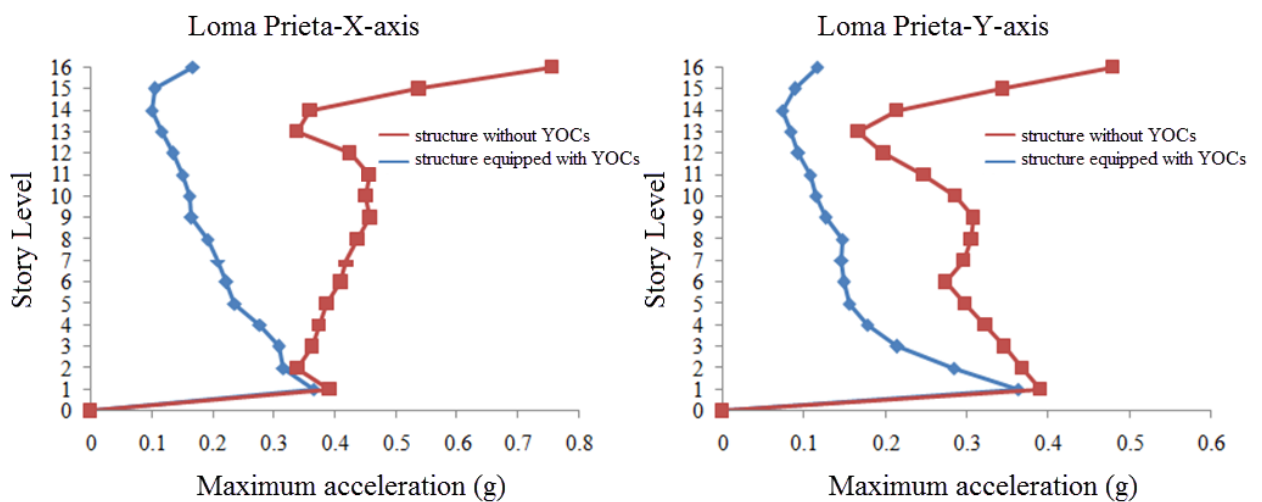 Loma Prieta-X-axis
16
15
14
13
12
11
10
9
8
7
6
5
4
3
2
1
0
Story Level
structure without YOCs
structure equipped with YOCs
0 0.1 0.2 0.3 0.4 0.5 0.6 0.7 0.8
Maximum acceleration (g)
Loma Prieta-Y-axis
16
15
14
13
12
11
10
9
8
7
6
5
4
3
2
1
0
Story Level
structure without YOCs
structure equipped with YOCs
0 0.1 0.2 0.3 0.4 0.5 0.6
Maximum acceleration (g)